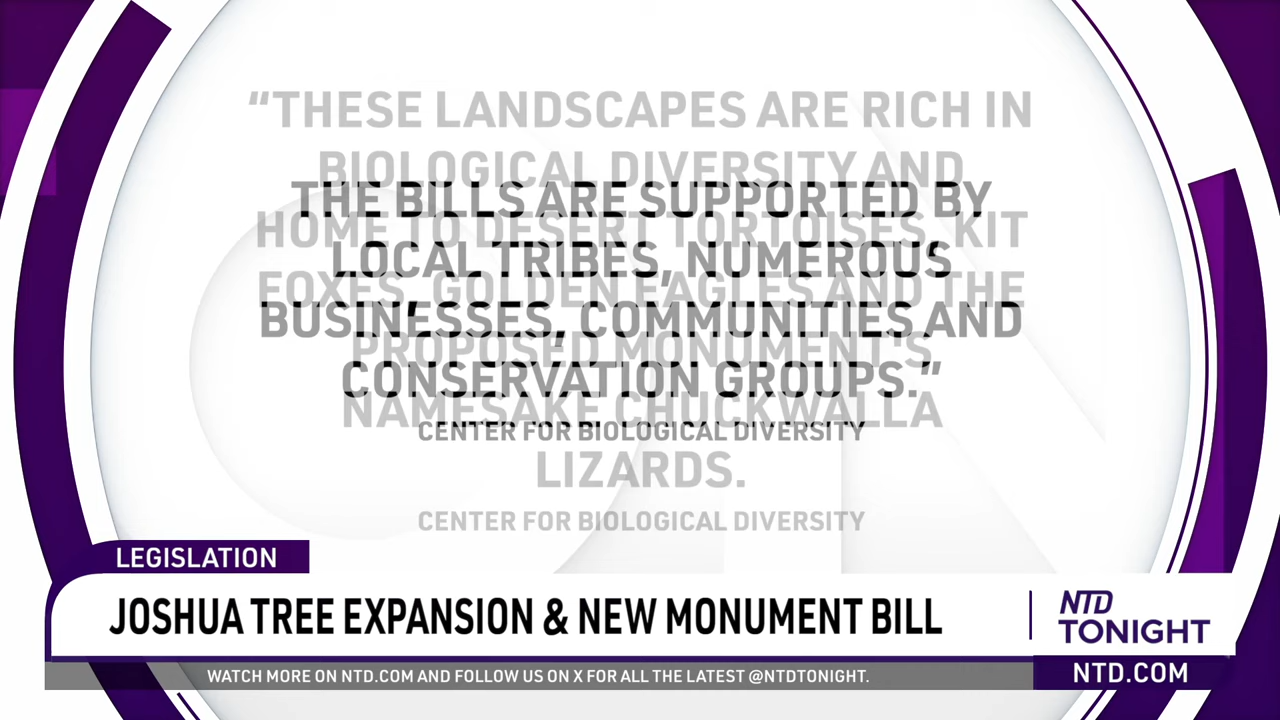 “THESE LANDSCAPES ARE RICH IN
BIOLOGICAL DIVERSITY AND
HOME TO DESERT TORTOISES, KIT
FOXES, GOLDEN EAGLES AND THE
PROPOSED MONUMENT'S
NAMESAKE CHUCKWALLA
LIZARDS.
CENTER FOR BIOLOGICAL DIVERSITY
THE BILLS ARE SUPPORTED BY
LOCAL TRIBES, NUMEROUS
BUSINESSES, COMMUNITIES AND
CONSERVATION GROUPS.”
CENTER FOR BIOLOGICAL DIVERSITY
LEGISLATION
JOSHUA TREE EXPANSION & NEW MONUMENT BILL
NTD
TONIGHT
WATCH MORE ON NTD.COM AND FOLLOW US ON X FOR ALL THE LATEST @NTDTONIGHT.
NTD.COM